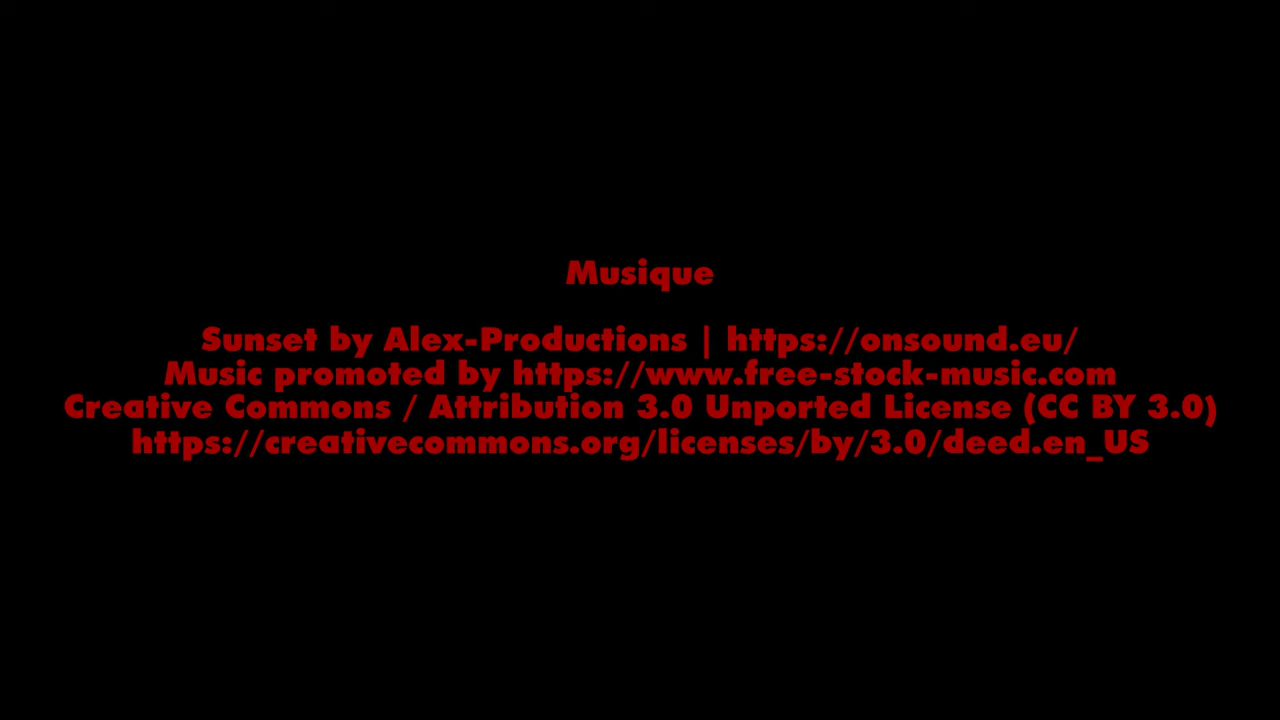 Musique
Sunset by Alex-Productions | https://onsound.eu/
Music promoted by https://www.free-stock-music.com
Creative Commons / Attribution 3.0 Unported License (CC BY 3.0)
https://creativecommons.org/licenses/by/3.0/deed.en_US